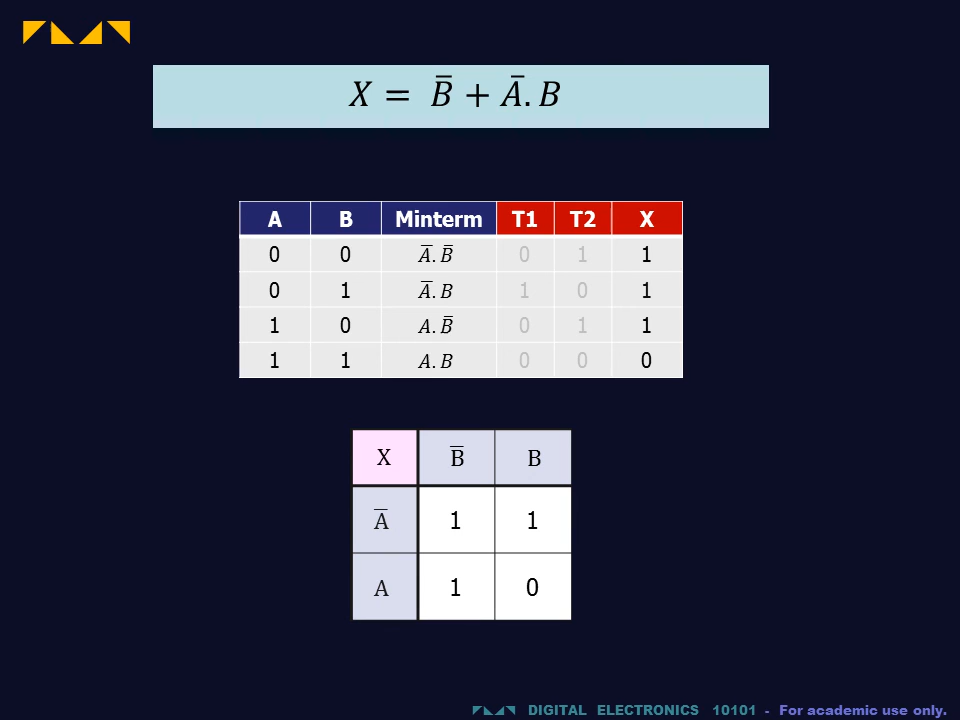 X = B̅ + A̅.B
A B Minterm T1 T2 X
0 0 A̅.B̅ 0 1 1
0 1 A̅.B 1 0 1
1 0 A.B̅ 0 1 1
1 1 A.B 0 0 0
X B̅ B
A̅ 1 1
A 1 0
DIGITAL ELECTRONICS 10101 - For academic use only.